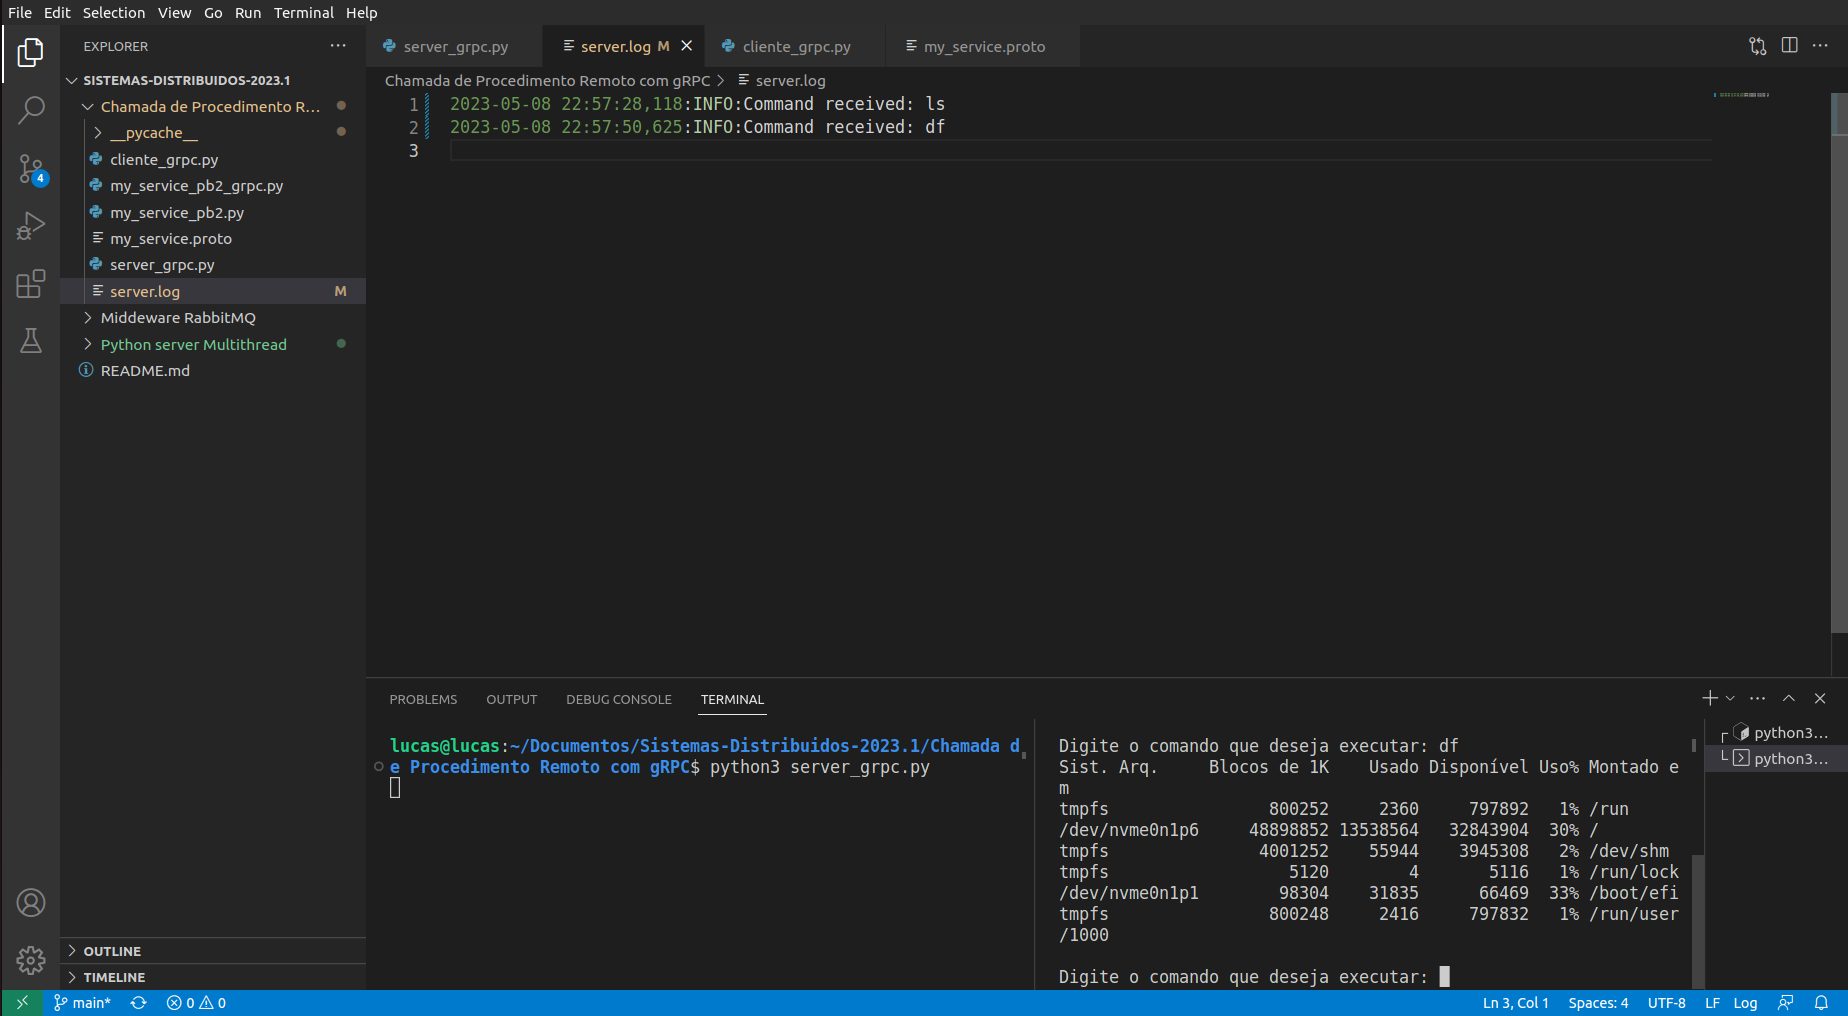 File Edit Selection View Go Run Terminal Help
EXPLORER
SISTEMAS-DISTRIBUIDOS-2023.1
Chamada de Procedimento R...
__pycache__
cliente_grpc.py
my_service_pb2_grpc.py
my_service_pb2.py
my_service.proto
server_grpc.py
server.log M
Middeware RabbitMQ
Python server Multithread
README.md
4
OUTLINE
TIMELINE
server_grpc.py server.log M cliente_grpc.py my_service.proto
Chamada de Procedimento Remoto com gRPC > server.log
1 2023-05-08 22:57:28,118:INFO:Command received: ls
2 2023-05-08 22:57:50,625:INFO:Command received: df
3
PROBLEMS OUTPUT DEBUG CONSOLE TERMINAL
lucas@lucas:~/Documentos/Sistemas-Distribuidos-2023.1/Chamada d
e Procedimento Remoto com gRPC$ python3 server_grpc.py
Digite o comando que deseja executar: df
Sist. Arq. Blocos de 1K Usado Disponível Uso% Montado e
m
tmpfs 800252 2360 797892 1% /run
/dev/nvme0n1p6 48898852 13538564 32843904 30% /
tmpfs 4001252 55944 3945308 2% /dev/shm
tmpfs 5120 4 5116 1% /run/lock
/dev/nvme0n1p1 98304 31835 66469 33% /boot/efi
tmpfs 800248 2416 797832 1% /run/user
/1000
Digite o comando que deseja executar:
python3...
python3...
main* 0 0 Ln 3, Col 1 Spaces: 4 UTF-8 LF Log